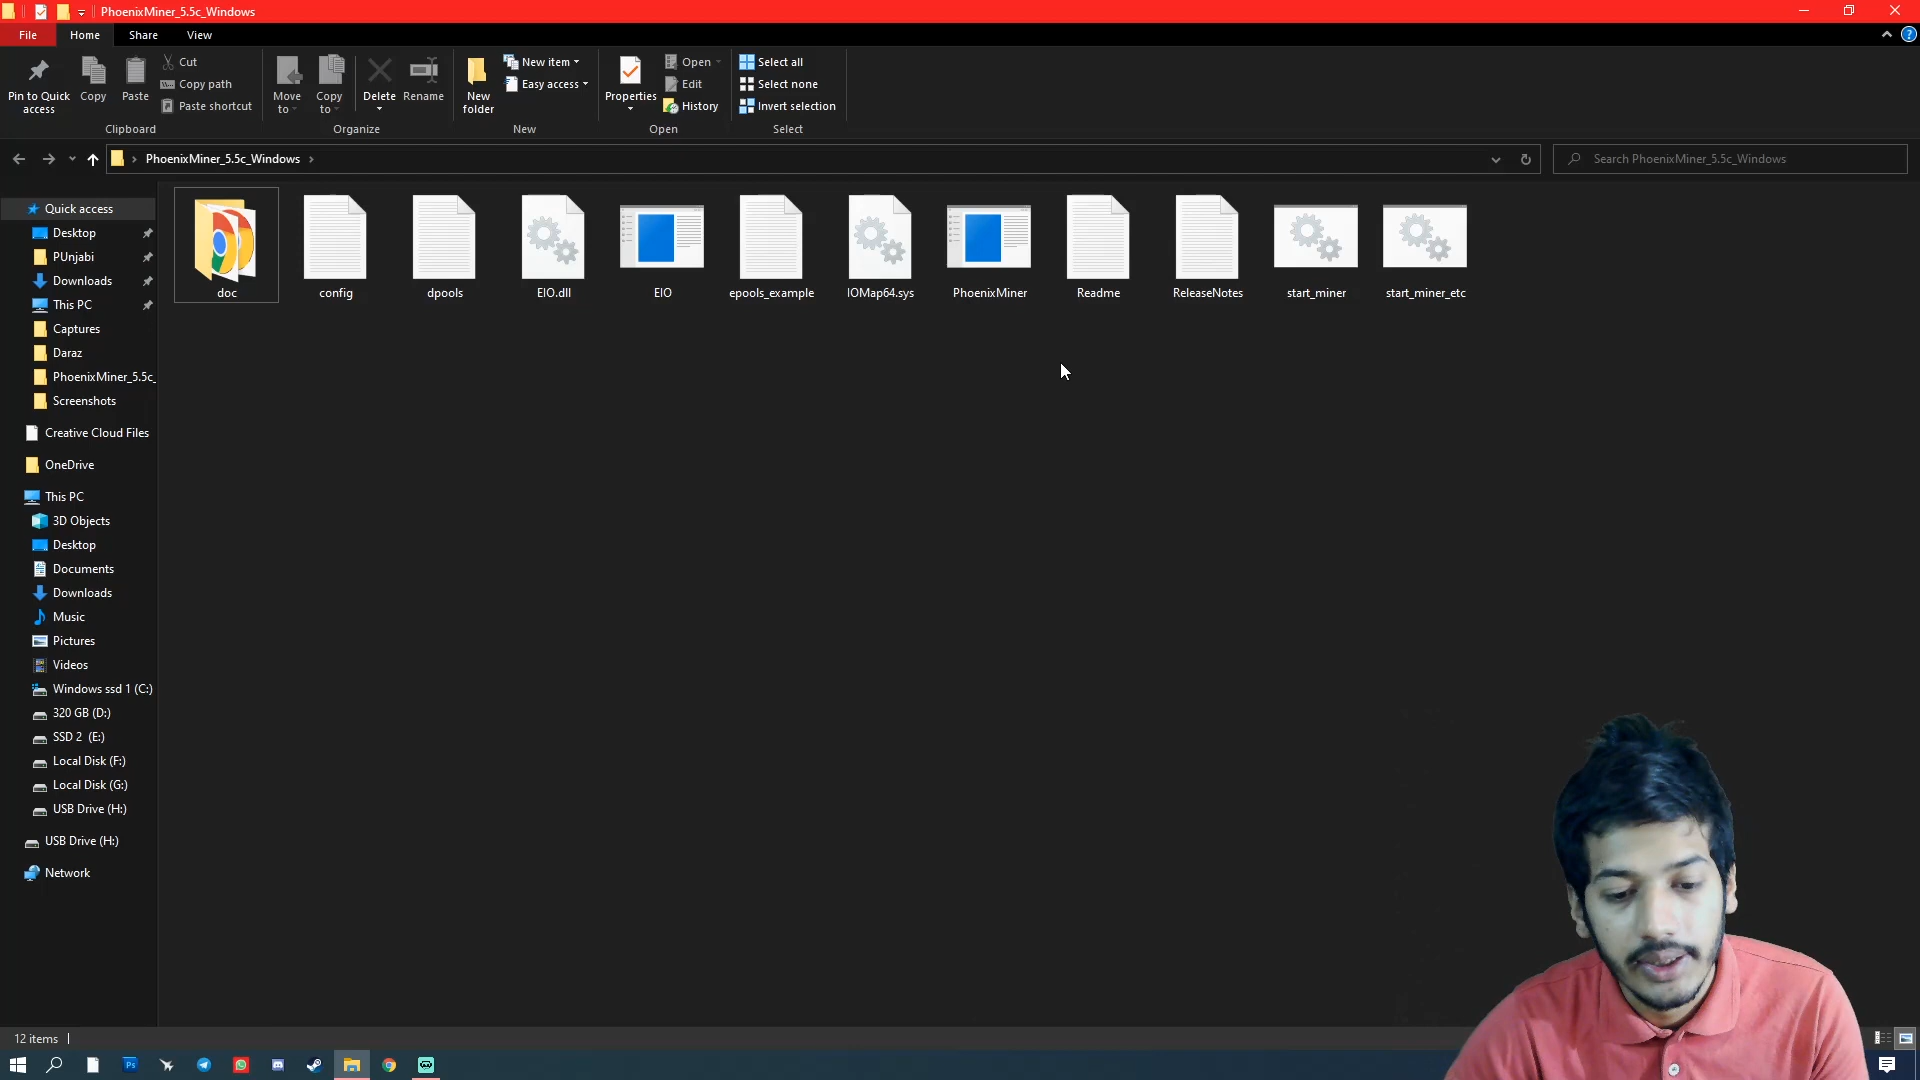 PhoenixMiner_5.5c_Windows
File
Home
Share
View
Pin to Quick access
Copy
Paste
Cut
Copy path
Paste shortcut
Clipboard
Move to
Copy to
Delete
Rename
Organize
New folder
New item
Easy access
New
Properties
Open
Edit
History
Open
Select all
Select none
Invert selection
Select
PhoenixMiner_5.5c_Windows
Search PhoenixMiner_5.5c_Windows
Quick access
Desktop
PUnjabi
Downloads
This PC
Captures
Daraz
PhoenixMiner_5.5c_
Screenshots
Creative Cloud Files
OneDrive
This PC
3D Objects
Desktop
Documents
Downloads
Music
Pictures
Videos
Windows ssd 1 (C:)
320 GB (D:)
SSD 2 (E:)
Local Disk (F:)
Local Disk (G:)
USB Drive (H:)
USB Drive (H:)
Network
doc
config
dpools
EIO.dll
EIO
epools_example
IOMap64.sys
PhoenixMiner
Readme
ReleaseNotes
start_miner
start_miner_etc
12 items
Ps